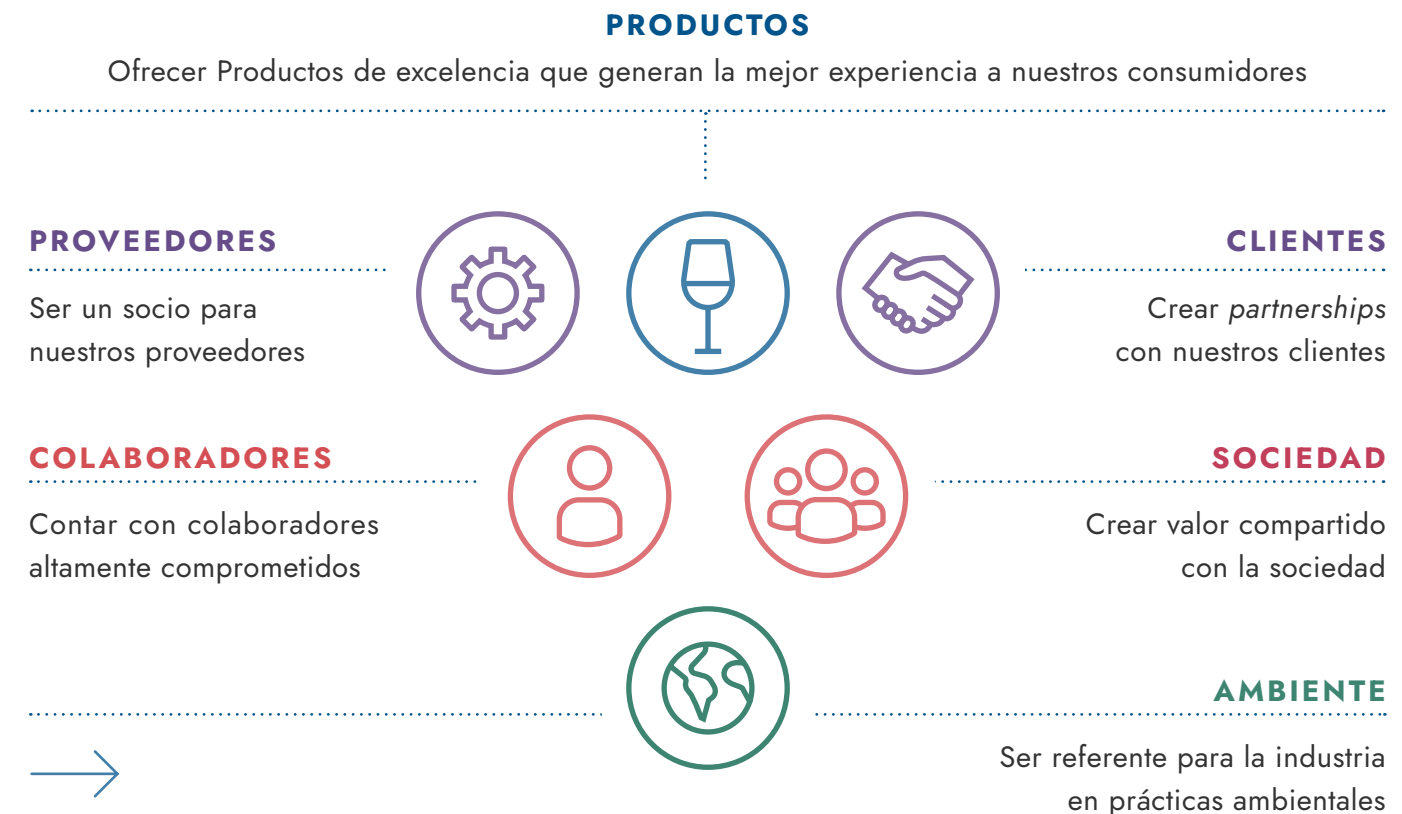 PRODUCTOS
Ofrecer Productos de excelencia que generan la mejor experiencia a nuestros consumidores
PROVEEDORES
Ser un socio para
nuestros proveedores
CLIENTES
Crear partnerships
con nuestros clientes
COLABORADORES
Contar con colaboradores
altamente comprometidos
SOCIEDAD
Crear valor compartido
con la sociedad
AMBIENTE
Ser referente para la industria
en prácticas ambientales